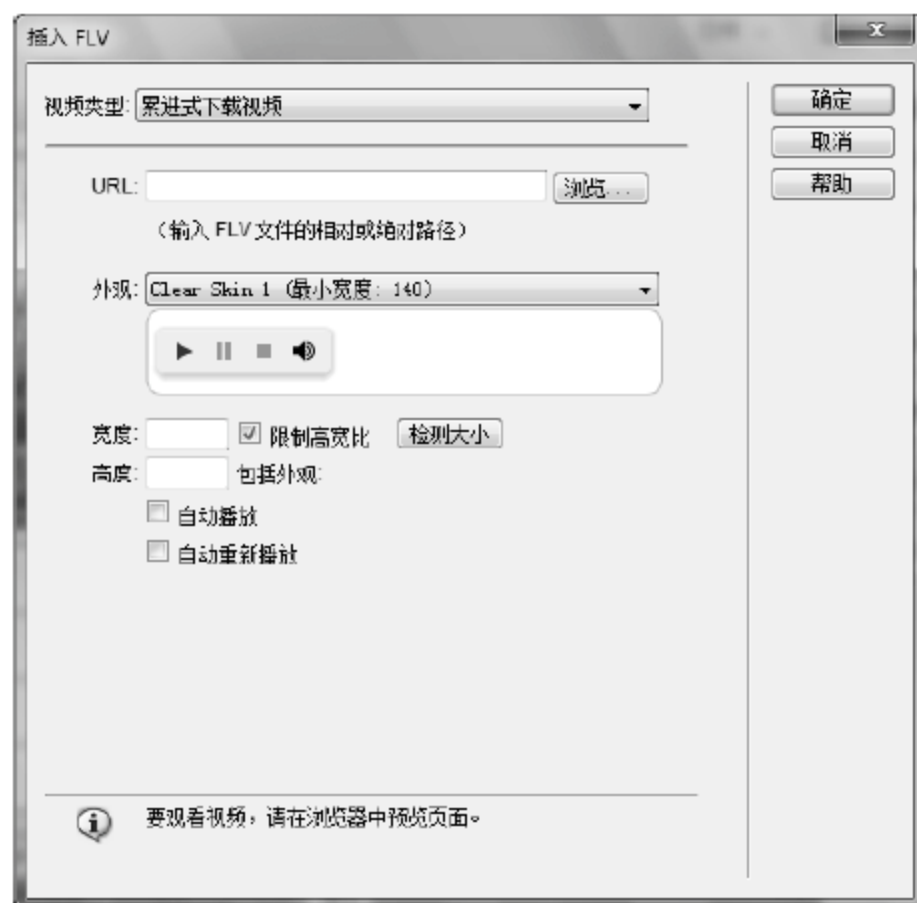 插入 FLV
视频类型: 累进式下载视频
确定
取消
帮助
URL: 浏览...
（输入 FLV 文件的相对或绝对路径）
外观: Clear Skin 1 (最小宽度: 140)
宽度: 限制高宽比 检测大小
高度: 包括外观:
自动播放
自动重新播放
要观看视频，请在浏览器中预览页面。